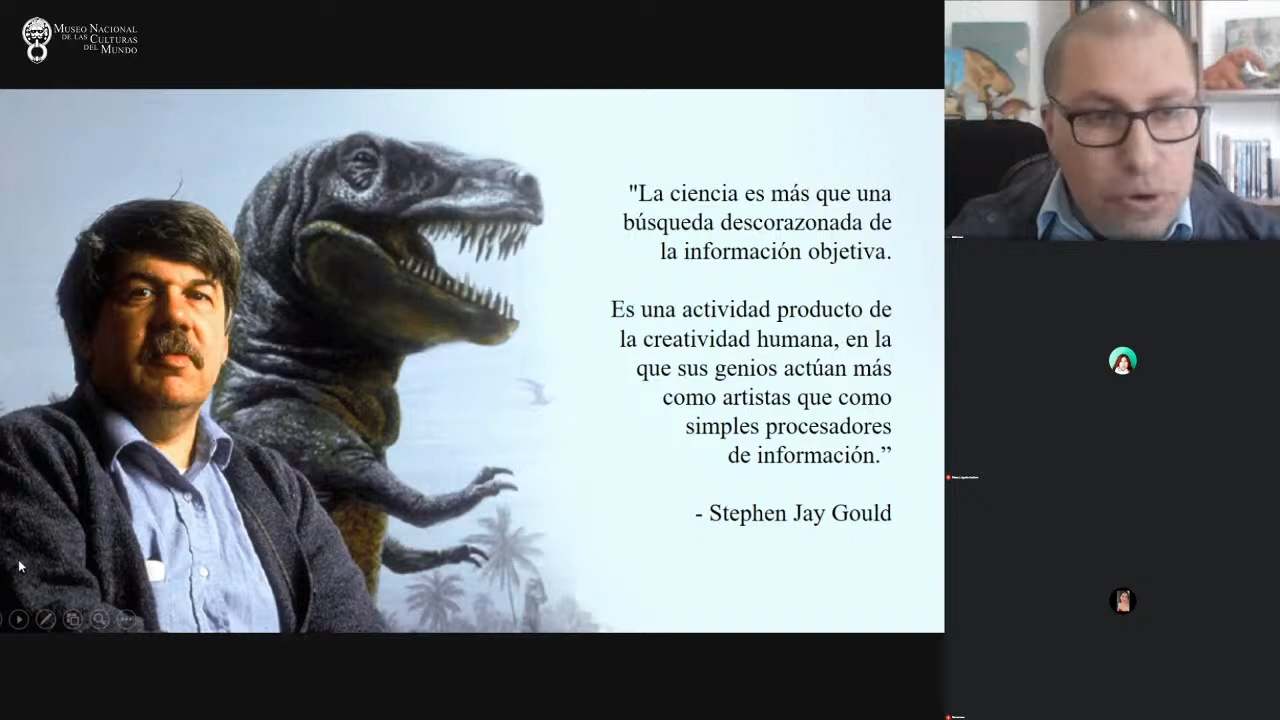 MUSEO NACIONAL
DE LAS CULTURAS
DEL MUNDO
"La ciencia es más que una
búsqueda descorazonada de
la información objetiva.
Es una actividad producto de
la creatividad humana, en la
que sus genios actúan más
como artistas que como
simples procesadores
de información.”
- Stephen Jay Gould